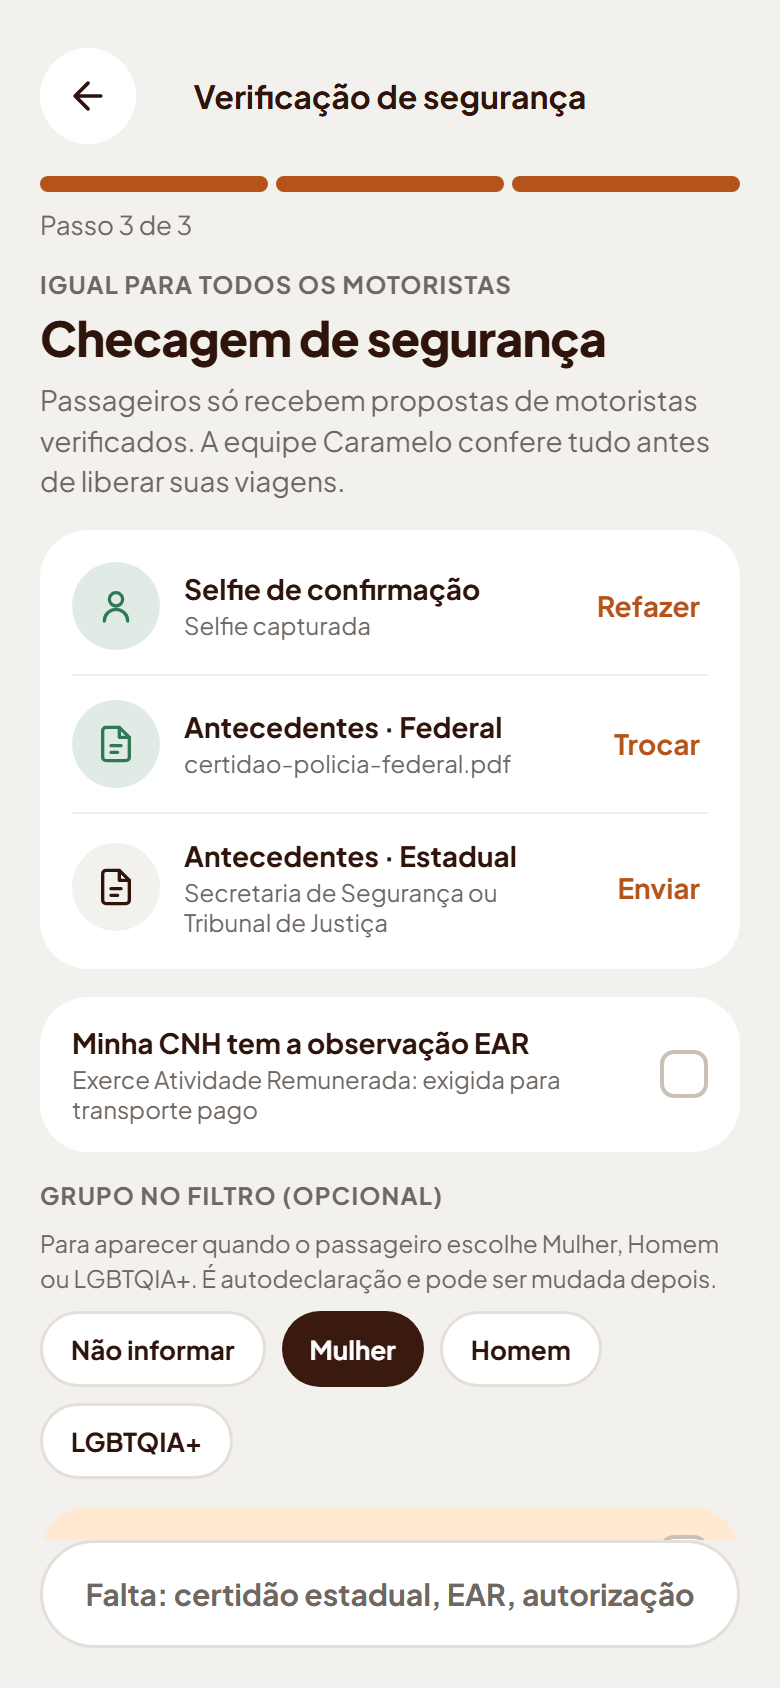 Verificação de segurança
Passo 3 de 3
IGUAL PARA TODOS OS MOTORISTAS
Checagem de segurança
Passageiros só recebem propostas de motoristas
verificados. A equipe Caramelo confere tudo antes
de liberar suas viagens.
Selfie de confirmação
Selfie capturada
Refazer
Antecedentes · Federal
certidao-policia-federal.pdf
Trocar
Antecedentes · Estadual
Secretaria de Segurança ou
Tribunal de Justiça
Enviar
Minha CNH tem a observação EAR
Exerce Atividade Remunerada: exigida para
transporte pago
GRUPO NO FILTRO (OPCIONAL)
Para aparecer quando o passageiro escolhe Mulher, Homem
ou LGBTQIA+. É autodeclaração e pode ser mudada depois.
Não informar
Mulher
Homem
LGBTQIA+
Falta: certidão estadual, EAR, autorização